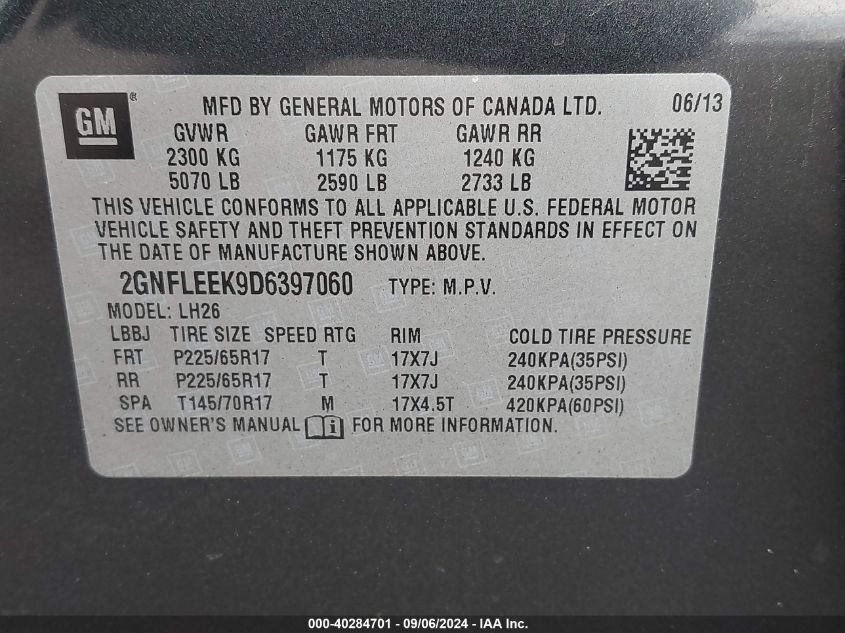 GM ® MFD BY GENERAL MOTORS OF CANADA LTD. 06/13
GVWR GAWR FRT GAWR RR
2300 KG 1175 KG 1240 KG
5070 LB 2590 LB 2733 LB
THIS VEHICLE CONFORMS TO ALL APPLICABLE U.S. FEDERAL MOTOR
VEHICLE SAFETY AND THEFT PREVENTION STANDARDS IN EFFECT ON
THE DATE OF MANUFACTURE SHOWN ABOVE.
2GNFLEEK9D6397060 TYPE: M.P.V.
MODEL: LH26
LBBJ TIRE SIZE SPEED RTG RIM COLD TIRE PRESSURE
FRT P225/65R17 T 17X7J 240KPA(35PSI)
RR P225/65R17 T 17X7J 240KPA(35PSI)
SPA T145/70R17 M 17X4.5T 420KPA(60PSI)
SEE OWNER'S MANUAL i FOR MORE INFORMATION.
000-40284701 - 09/06/2024 - IAA Inc.